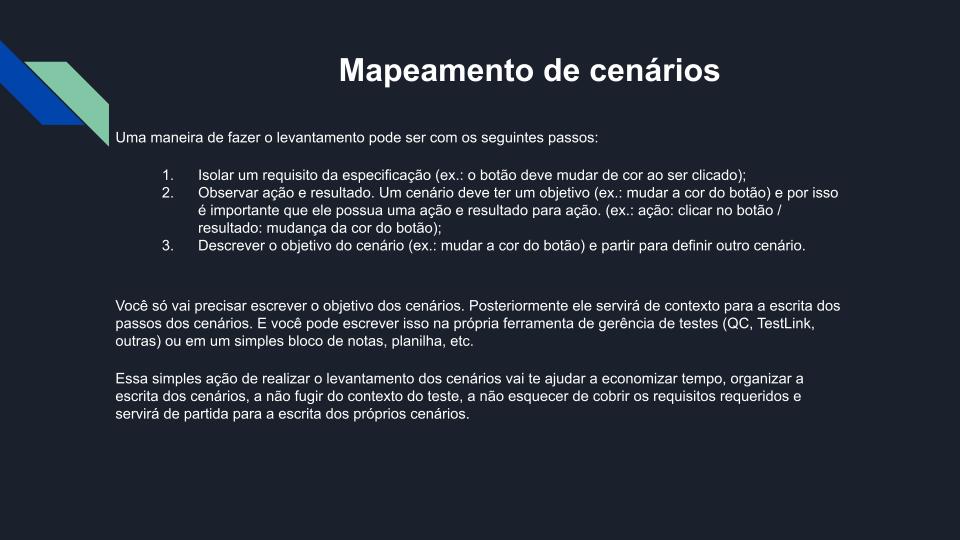 Mapeamento de cenários
Uma maneira de fazer o levantamento pode ser com os seguintes passos:
1. Isolar um requisito da especificação (ex.: o botão deve mudar de cor ao ser clicado);
2. Observar ação e resultado. Um cenário deve ter um objetivo (ex.: mudar a cor do botão) e por isso
é importante que ele possua uma ação e resultado para ação. (ex.: ação: clicar no botão /
resultado: mudança da cor do botão);
3. Descrever o objetivo do cenário (ex.: mudar a cor do botão) e partir para definir outro cenário.
Você só vai precisar escrever o objetivo dos cenários. Posteriormente ele servirá de contexto para a escrita dos
passos dos cenários. E você pode escrever isso na própria ferramenta de gerência de testes (QC, TestLink,
outras) ou em um simples bloco de notas, planilha, etc.
Essa simples ação de realizar o levantamento dos cenários vai te ajudar a economizar tempo, organizar a
escrita dos cenários, a não fugir do contexto do teste, a não esquecer de cobrir os requisitos requeridos e
servirá de partida para a escrita dos próprios cenários.